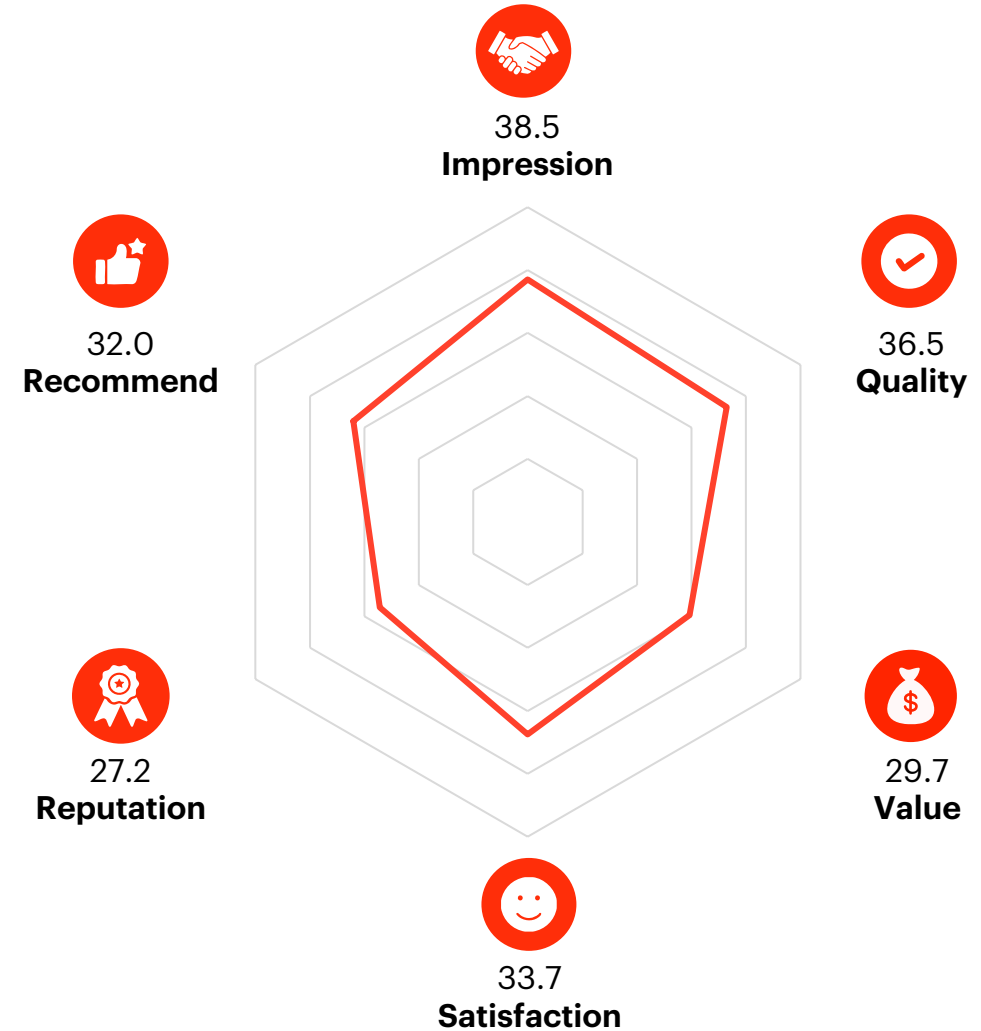 38.5
Impression
32.0
Recommend
36.5
Quality
27.2
Reputation
$
29.7
Value
33.7
Satisfaction